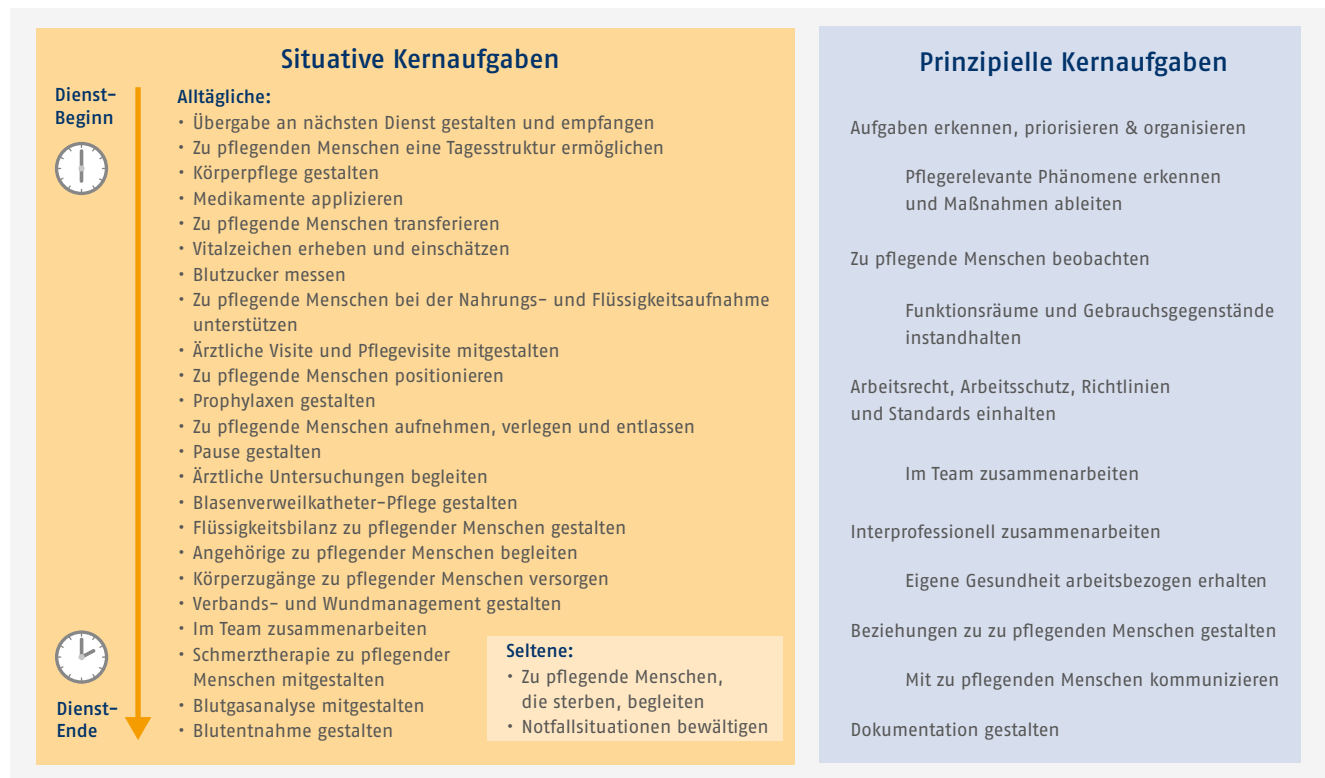 Situative Kernaufgaben
Dienst-
Beginn
Alltägliche:
• Übergabe an nächsten Dienst gestalten und empfangen
• Zu pflegenden Menschen eine Tagesstruktur ermöglichen
• Körperpflege gestalten
• Medikamente applizieren
• Zu pflegende Menschen transferieren
• Vitalzeichen erheben und einschätzen
• Blutzucker messen
• Zu pflegende Menschen bei der Nahrungs- und Flüssigkeitsaufnahme
unterstützen
• Ärztliche Visite und Pflegevisite mitgestalten
• Zu pflegende Menschen positionieren
• Prophylaxen gestalten
• Zu pflegende Menschen aufnehmen, verlegen und entlassen
• Pause gestalten
• Ärztliche Untersuchungen begleiten
• Blasenverweilkatheter-Pflege gestalten
• Flüssigkeitsbilanz zu pflegender Menschen gestalten
• Angehörige zu pflegender Menschen begleiten
• Körperzugänge zu pflegender Menschen versorgen
• Verbands- und Wundmanagement gestalten
• Im Team zusammenarbeiten
• Schmerztherapie zu pflegender
Menschen mitgestalten
• Blutgasanalyse mitgestalten
• Blutentnahme gestalten
Dienst-
Ende
Seltene:
• Zu pflegende Menschen,
die sterben, begleiten
• Notfallsituationen bewältigen
Prinzipielle Kernaufgaben
Aufgaben erkennen, priorisieren & organisieren
Pflegerelevante Phänomene erkennen
und Maßnahmen ableiten
Zu pflegende Menschen beobachten
Funktionsräume und Gebrauchsgegenstände
instandhalten
Arbeitsrecht, Arbeitsschutz, Richtlinien
und Standards einhalten
Im Team zusammenarbeiten
Interprofessionell zusammenarbeiten
Eigene Gesundheit arbeitsbezogen erhalten
Beziehungen zu zu pflegenden Menschen gestalten
Mit zu pflegenden Menschen kommunizieren
Dokumentation gestalten